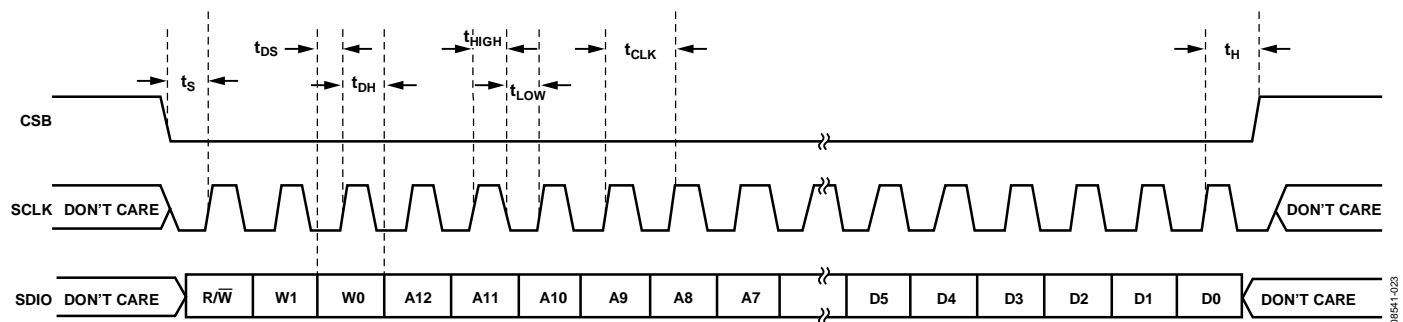 tDS
tHIGH
tCLK
tH
tS
tDH
tLOW
CSB
SCLK DON'T CARE
DON'T CARE
SDIO DON'T CARE R/W̅ W1 W0 A12 A11 A10 A9 A8 A7 D5 D4 D3 D2 D1 D0 DON'T CARE
08541-023